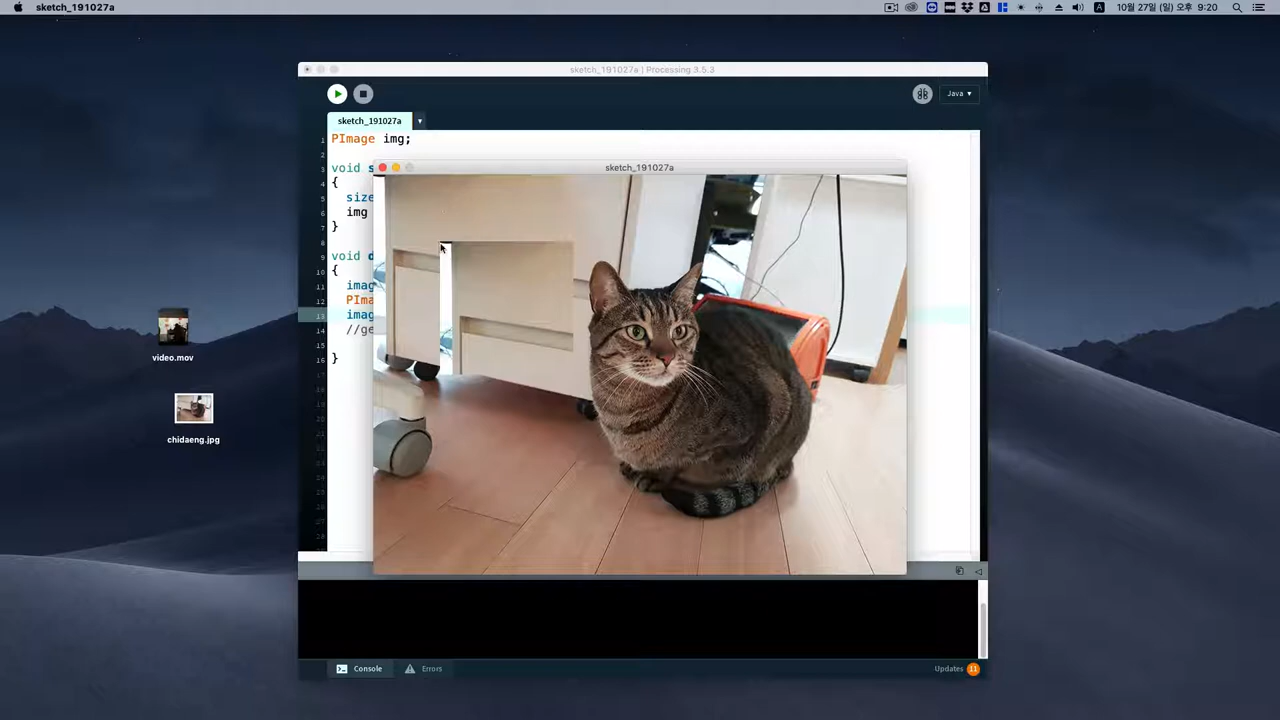 sketch_191027a
10월 27일 (일) 오후 9:20
sketch_191027a | Processing 3.5.3
Java ▾
sketch_191027a ▾
1 PImage img;
2
3 void s
4 {
5 size
6 img
7 }
8
9 void d
10 {
11 imag
12 PIma
13 imag
14 //ge
15
16 }
sketch_191027a
video.mov
chidaeng.jpg
Console
Errors
Updates 11